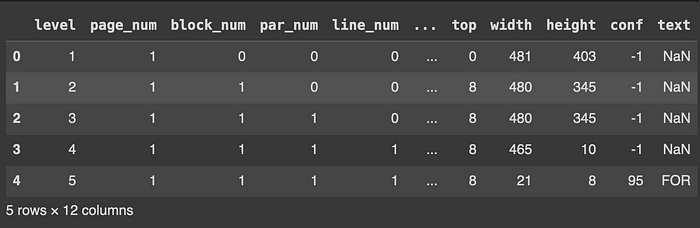 level page_num block_num par_num line_num ... top width height conf text
0 1 1 0 0 0 ... 0 481 403 -1 NaN
1 2 1 1 0 0 ... 8 480 345 -1 NaN
2 3 1 1 1 0 ... 8 480 345 -1 NaN
3 4 1 1 1 1 ... 8 465 10 -1 NaN
4 5 1 1 1 1 ... 8 21 8 95 FOR
5 rows × 12 columns